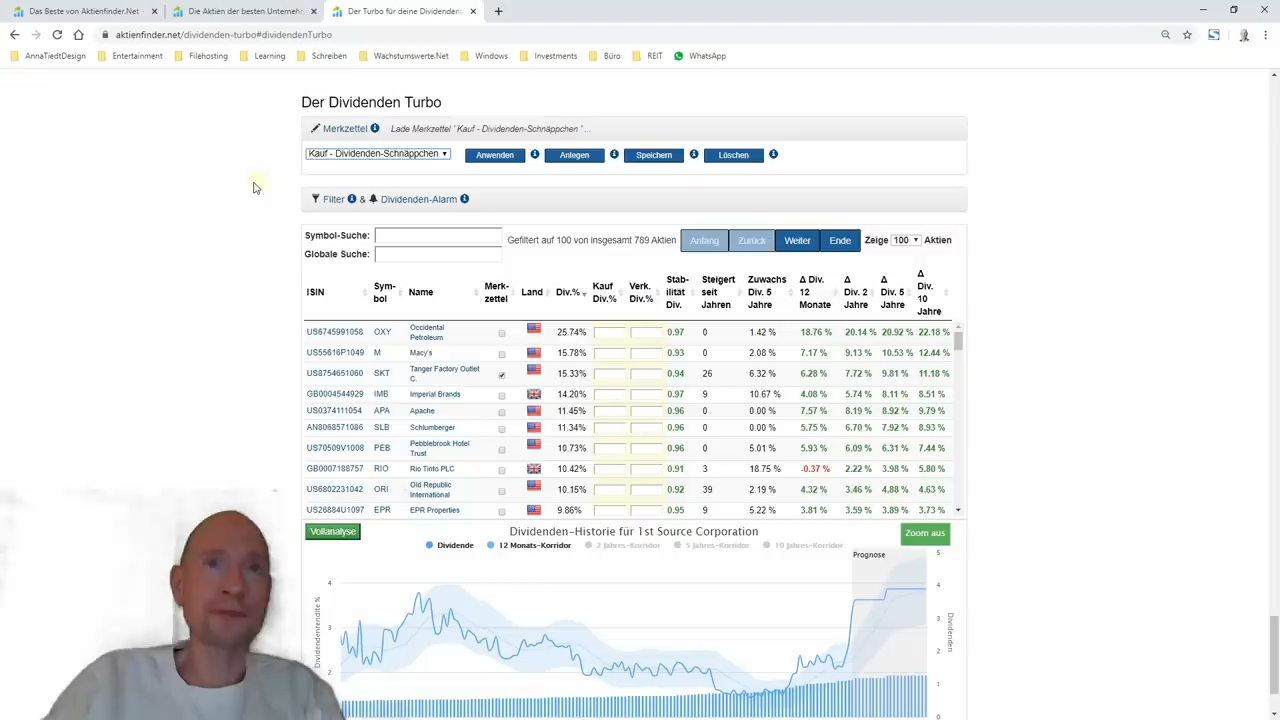 Das Beste von Aktienfinder.Net -
Die Aktien der besten Unternehm
Der Turbo für deine Dividendens
aktienfinder.net/dividenden-turbo#dividendenTurbo
AnnaTiedtDesign Entertainment Filehosting Learning Schreiben Wachstumswerte.Net Windows Investments Büro REIT WhatsApp
Der Dividenden Turbo
Merkzettel Lade Merkzettel ' Kauf - Dividenden-Schnäppchen ' ...
Kauf - Dividenden-Schnäppchen Anwenden Anlegen Speichern Löschen
Filter & Dividenden-Alarm
Symbol-Suche: Gefiltert auf 100 von insgesamt 789 Aktien Anfang Zurück Weiter Ende Zeige 100 Aktien
Globale Suche:
ISIN Sym-bol Name Merk-zettel Land Div.% Kauf Div.% Verk. Div.% Stab-ilität Div. Steigert seit Jahren Zuwachs Div. 5 Jahre Δ Div. 12 Monate Δ Div. 2 Jahre Δ Div. 5 Jahre Δ Div. 10 Jahre
US6745991058 OXY Occidental Petroleum 25.74% 0.97 0 1.42 % 18.76 % 20.14 % 20.92 % 22.18 %
US55616P1049 M Macy's 15.78% 0.93 0 2.08 % 7.17 % 9.13 % 10.53 % 12.44 %
US8754651060 SKT Tanger Factory Outlet C. 15.33% 0.94 26 6.32 % 6.28 % 7.72 % 9.81 % 11.18 %
GB0004544929 IMB Imperial Brands 14.20% 0.97 9 10.67 % 4.08 % 5.74 % 8.11 % 8.51 %
US0374111054 APA Apache 11.45% 0.96 0 0.00 % 7.57 % 8.19 % 8.92 % 9.79 %
AN8068571086 SLB Schlumberger 11.34% 0.96 0 0.00 % 5.75 % 6.70 % 7.92 % 8.93 %
US70509V1008 PEB Pebblebrook Hotel Trust 10.73% 0.96 0 5.01 % 5.93 % 6.09 % 6.31 % 7.44 %
GB0007188757 RIO Rio Tinto PLC 10.42% 0.91 3 18.75 % -0.37 % 2.22 % 3.98 % 5.80 %
US6802231042 ORI Old Republic International 10.15% 0.92 39 2.19 % 4.32 % 3.46 % 4.88 % 4.63 %
US26884U1097 EPR EPR Properties 9.86% 0.95 9 5.22 % 3.81 % 3.59 % 3.89 % 3.73 %
Vollanalyse Dividenden-Historie für 1st Source Corporation Zoom aus
Dividende 12 Monats-Korridor 2 Jahres-Korridor 5 Jahres-Korridor 10 Jahres-Korridor
Prognose
Dividendenrendite %
4
3
2
Dividenden
5
4
3
2
1
0